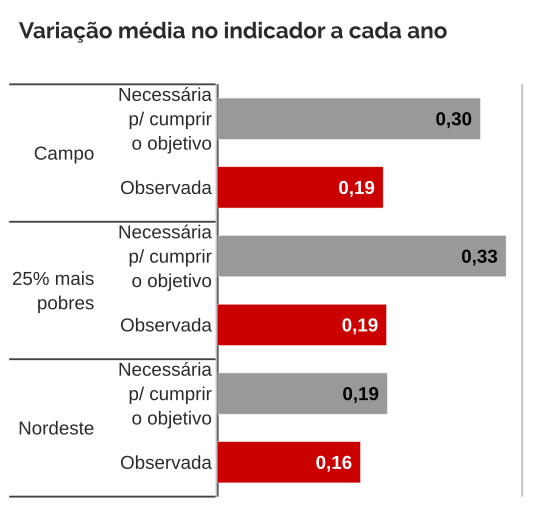 Variação média no indicador a cada ano
Campo
Necessária
p/ cumprir
o objetivo
0,30
Observada
0,19
25% mais
pobres
Necessária
p/ cumprir
o objetivo
0,33
Observada
0,19
Nordeste
Necessária
p/ cumprir
o objetivo
0,19
Observada
0,16